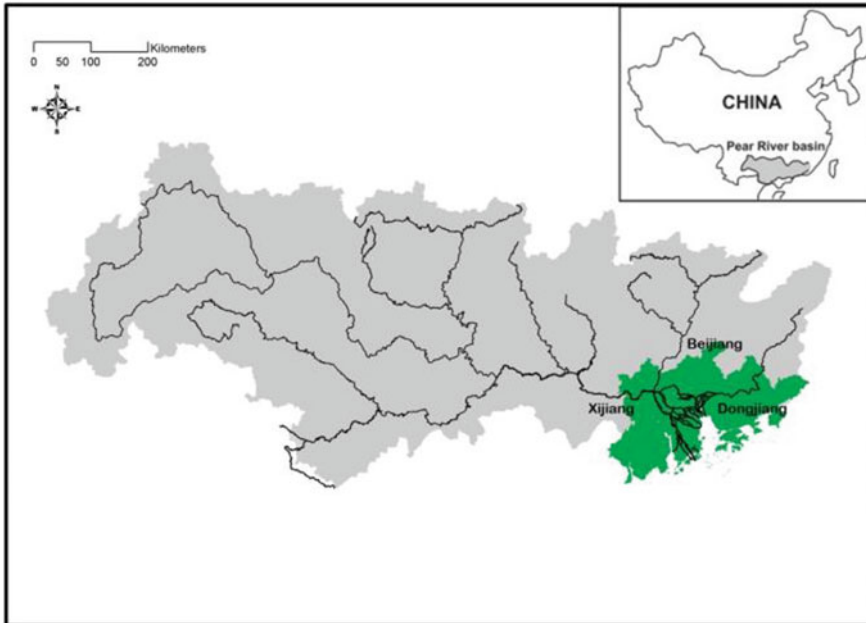 Kilometers
0 50 100 200
N
W E
S
CHINA
Pear River basin
Beijiang
Xijiang
Dongjiang